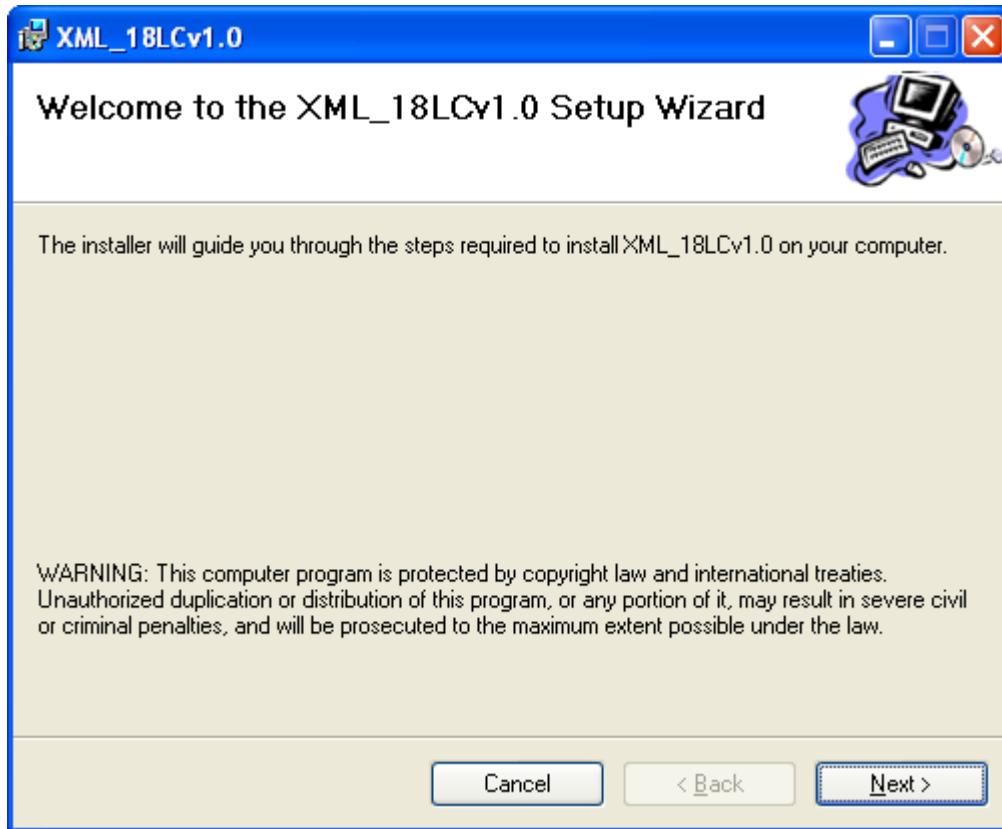 XML_18LCv1.0
Welcome to the XML_18LCv1.0 Setup Wizard
The installer will guide you through the steps required to install XML_18LCv1.0 on your computer.
WARNING: This computer program is protected by copyright law and international treaties.
Unauthorized duplication or distribution of this program, or any portion of it, may result in severe civil
or criminal penalties, and will be prosecuted to the maximum extent possible under the law.
Cancel < Back Next >